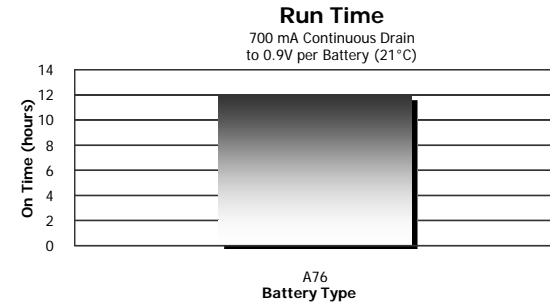 Run Time
700 mA Continuous Drain
to 0.9V per Battery (21°C)
14
12
10
8
6
4
2
0
On Time (hours)
A76
Battery Type